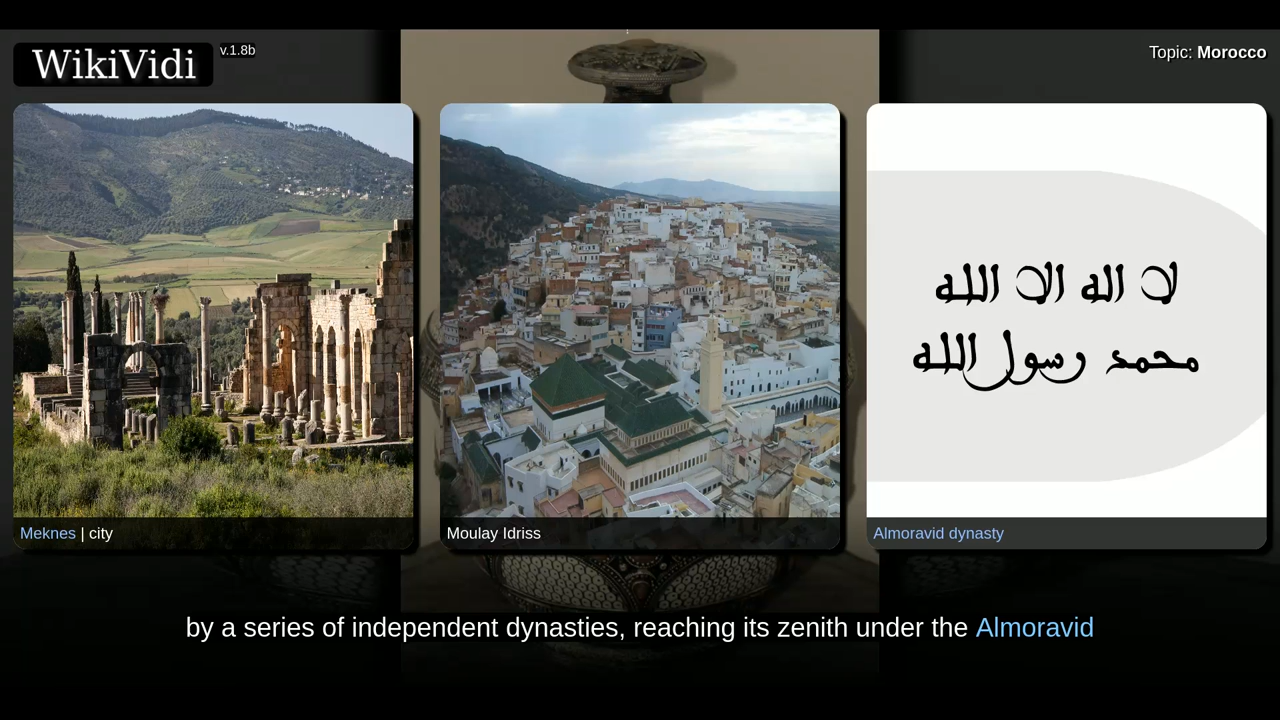 WikiVidi
v.1.8b
Topic: Morocco
لا اله الا الله
محمد رسول الله
Meknes | city
Moulay Idriss
Almoravid dynasty
by a series of independent dynasties, reaching its zenith under the Almoravid